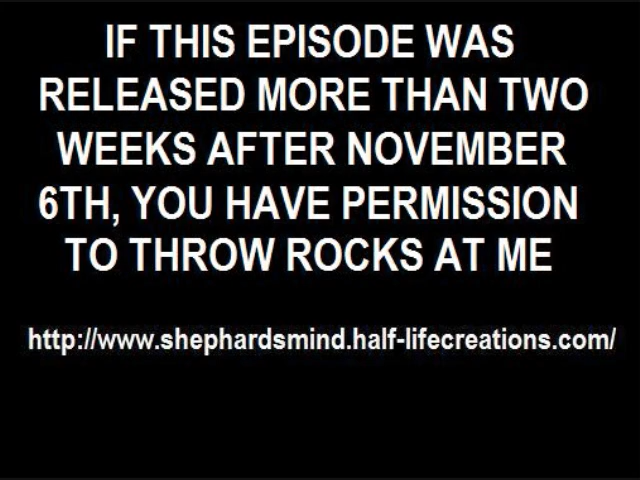 IF THIS EPISODE WAS
RELEASED MORE THAN TWO
WEEKS AFTER NOVEMBER
6TH, YOU HAVE PERMISSION
TO THROW ROCKS AT ME
http://www.shephardsmind.half-lifecreations.com/